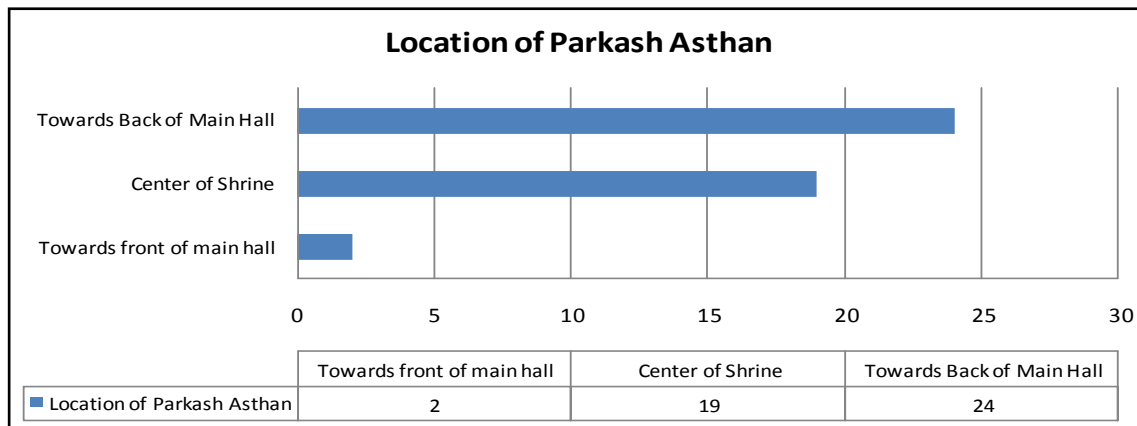 Location of Parkash Asthan
Towards Back of Main Hall
Center of Shrine
Towards front of main hall
0 5 10 15 20 25 30
Towards front of main hall Center of Shrine Towards Back of Main Hall
Location of Parkash Asthan 2 19 24